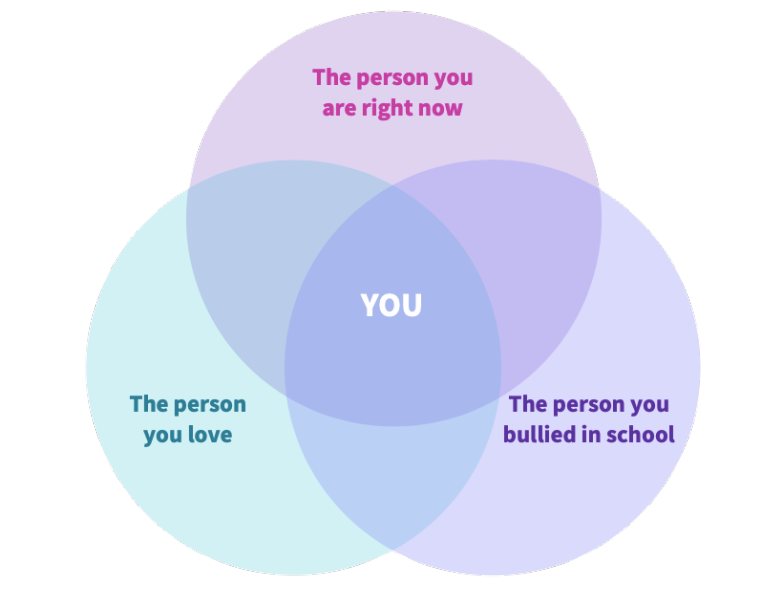 The person you
are right now
YOU
The person
you love
The person you
bullied in school